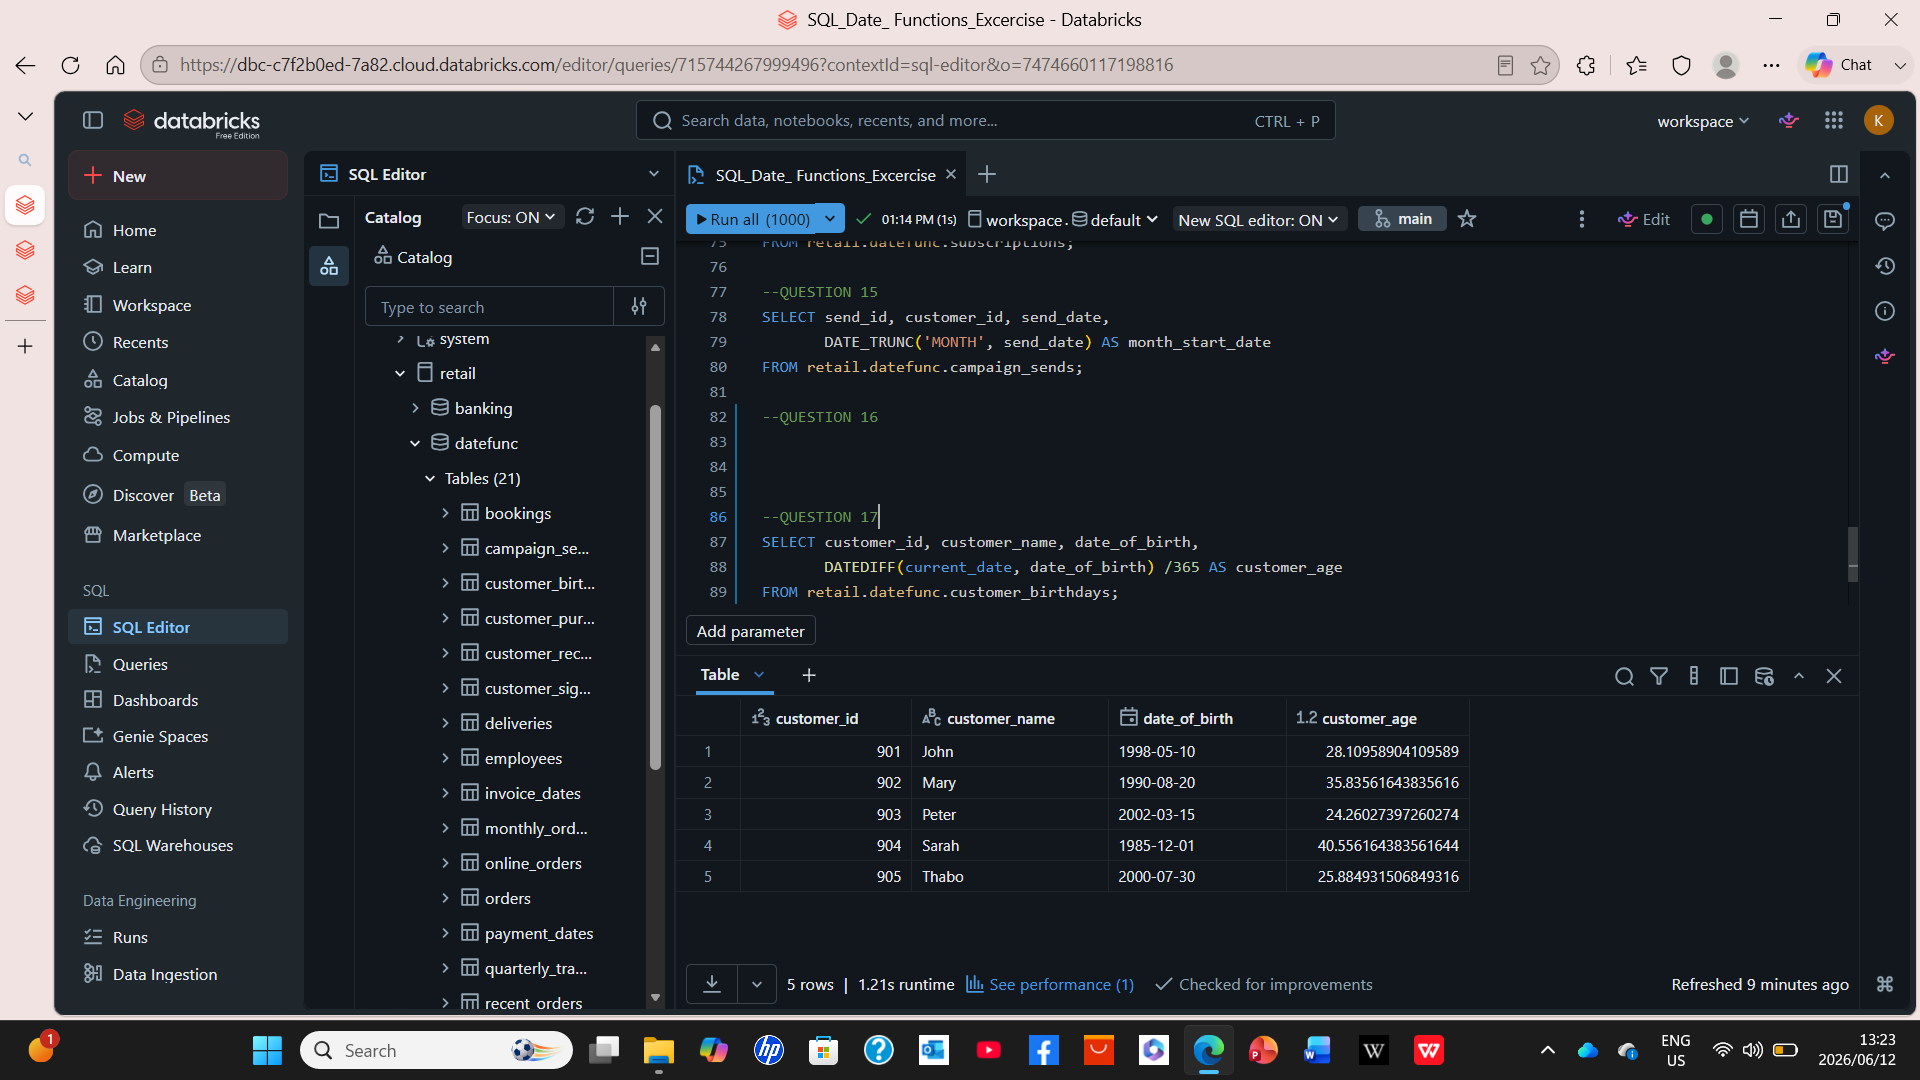 SQL_Date_ Functions_Excercise - Databricks
https://dbc-c7f2b0ed-7a82.cloud.databricks.com/editor/queries/715744267999496?contextId=sql-editor&o=7474660117198816
Chat
databricks
Free Edition
Search data, notebooks, recents, and more...
CTRL + P
workspace
K
New
Home
Learn
Workspace
Recents
Catalog
Jobs & Pipelines
Compute
Discover Beta
Marketplace
SQL
SQL Editor
Queries
Dashboards
Genie Spaces
Alerts
Query History
SQL Warehouses
Data Engineering
Runs
Data Ingestion
SQL Editor
Catalog
Focus: ON
Catalog
Type to search
system
retail
banking
datefunc
Tables (21)
bookings
campaign_se...
customer_birt...
customer_pur...
customer_rec...
customer_sig...
deliveries
employees
invoice_dates
monthly_ord...
online_orders
orders
payment_dates
quarterly_tra...
recent_orders
SQL_Date_ Functions_Excercise
Run all (1000)
01:14 PM (1s)
workspace. default
New SQL editor: ON
main
Edit
75 FROM retail.datefunc.subscriptions;
76
77 --QUESTION 15
78 SELECT send_id, customer_id, send_date,
79 DATE_TRUNC('MONTH', send_date) AS month_start_date
80 FROM retail.datefunc.campaign_sends;
81
82 --QUESTION 16
83
84
85
86 --QUESTION 17
87 SELECT customer_id, customer_name, date_of_birth,
88 DATEDIFF(current_date, date_of_birth) /365 AS customer_age
89 FROM retail.datefunc.customer_birthdays;
Add parameter
Table
customer_id customer_name date_of_birth 1.2 customer_age
1 901 John 1998-05-10 28.10958904109589
2 902 Mary 1990-08-20 35.83561643835616
3 903 Peter 2002-03-15 24.26027397260274
4 904 Sarah 1985-12-01 40.556164383561644
5 905 Thabo 2000-07-30 25.884931506849316
5 rows | 1.21s runtime
See performance (1)
Checked for improvements
Refreshed 9 minutes ago
1
Search
ENG
US
13:23
2026/06/12